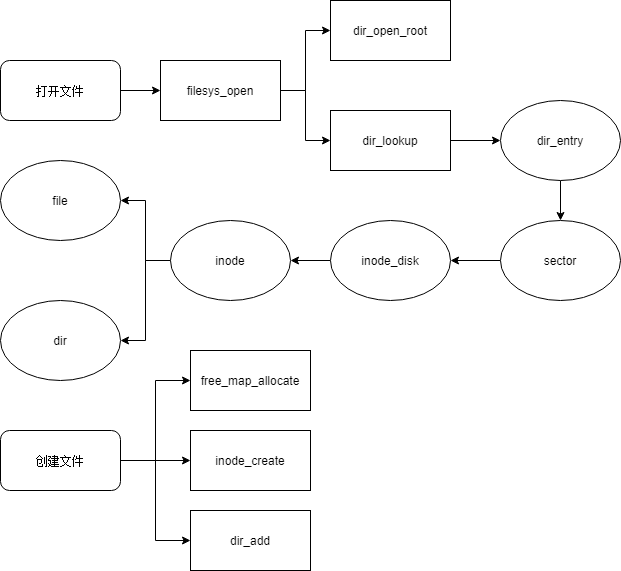 dir_open_root
打开文件
filesys_open
dir_lookup
dir_entry
file
inode
inode_disk
sector
dir
free_map_allocate
创建文件
inode_create
dir_add